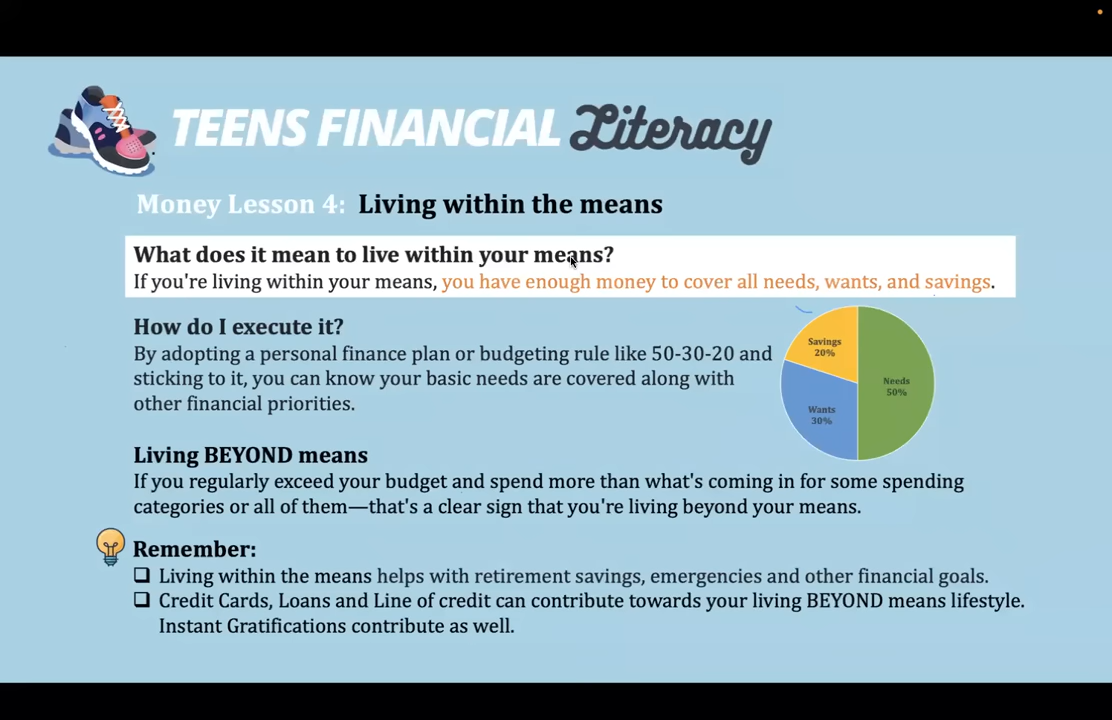 TEENS FINANCIAL Literacy
Money Lesson 4: Living within the means
What does it mean to live within your means?
If you're living within your means, you have enough money to cover all needs, wants, and savings.
How do I execute it?
By adopting a personal finance plan or budgeting rule like 50-30-20 and
sticking to it, you can know your basic needs are covered along with
other financial priorities.
Savings
20%
Needs
50%
Wants
30%
Living BEYOND means
If you regularly exceed your budget and spend more than what's coming in for some spending
categories or all of them—that's a clear sign that you're living beyond your means.
Remember:
❑ Living within the means helps with retirement savings, emergencies and other financial goals.
❑ Credit Cards, Loans and Line of credit can contribute towards your living BEYOND means lifestyle.
Instant Gratifications contribute as well.